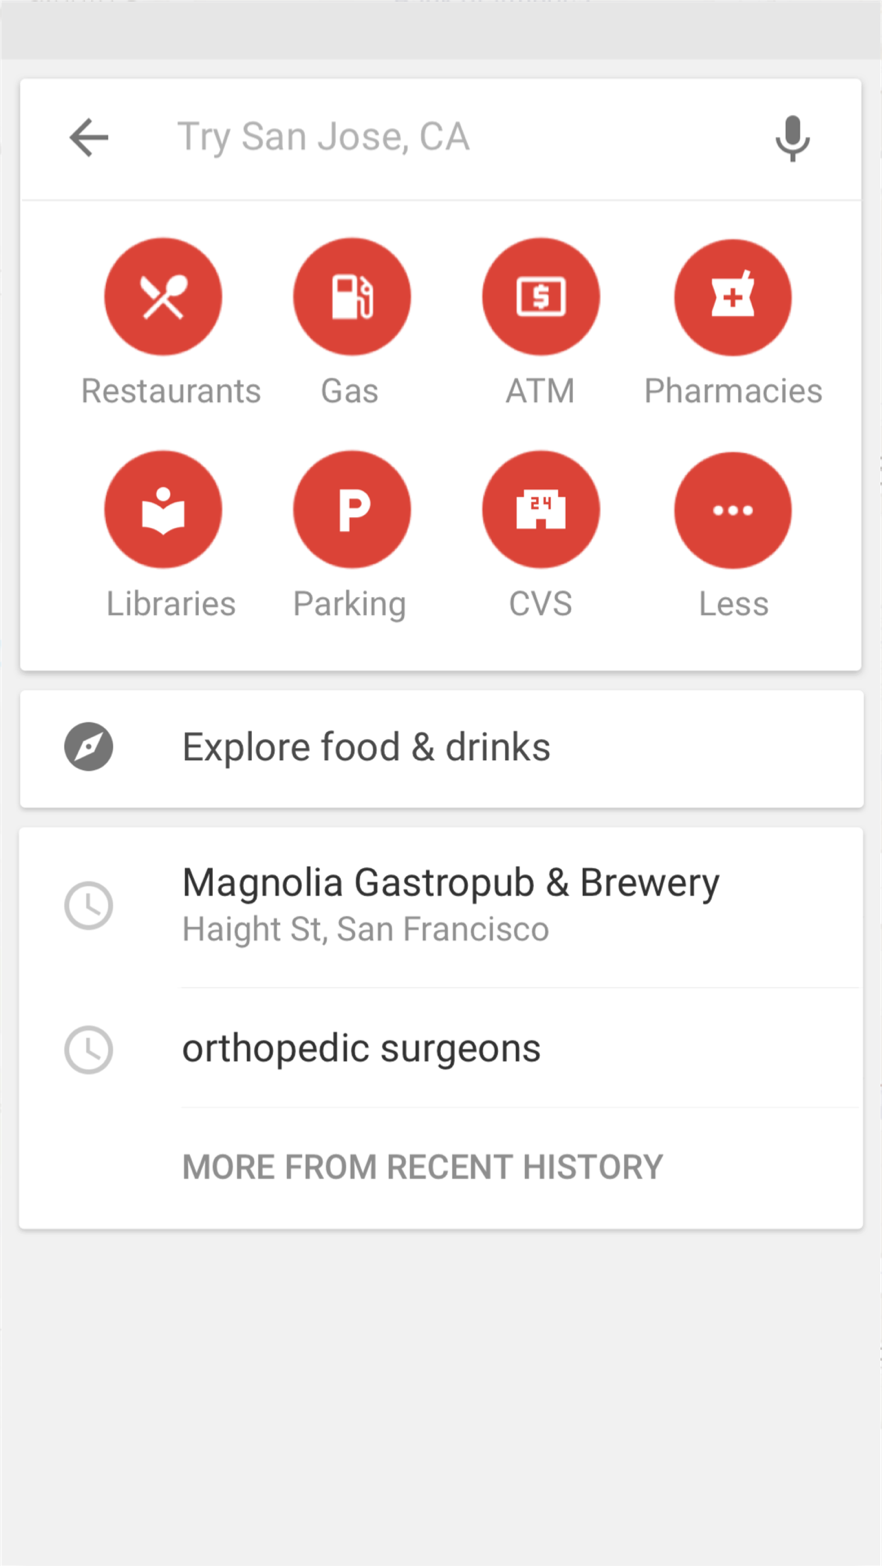 Try San Jose, CA
Restaurants Gas ATM Pharmacies
24
Libraries Parking CVS Less
Explore food & drinks
Magnolia Gastropub & Brewery
Haight St, San Francisco
orthopedic surgeons
MORE FROM RECENT HISTORY